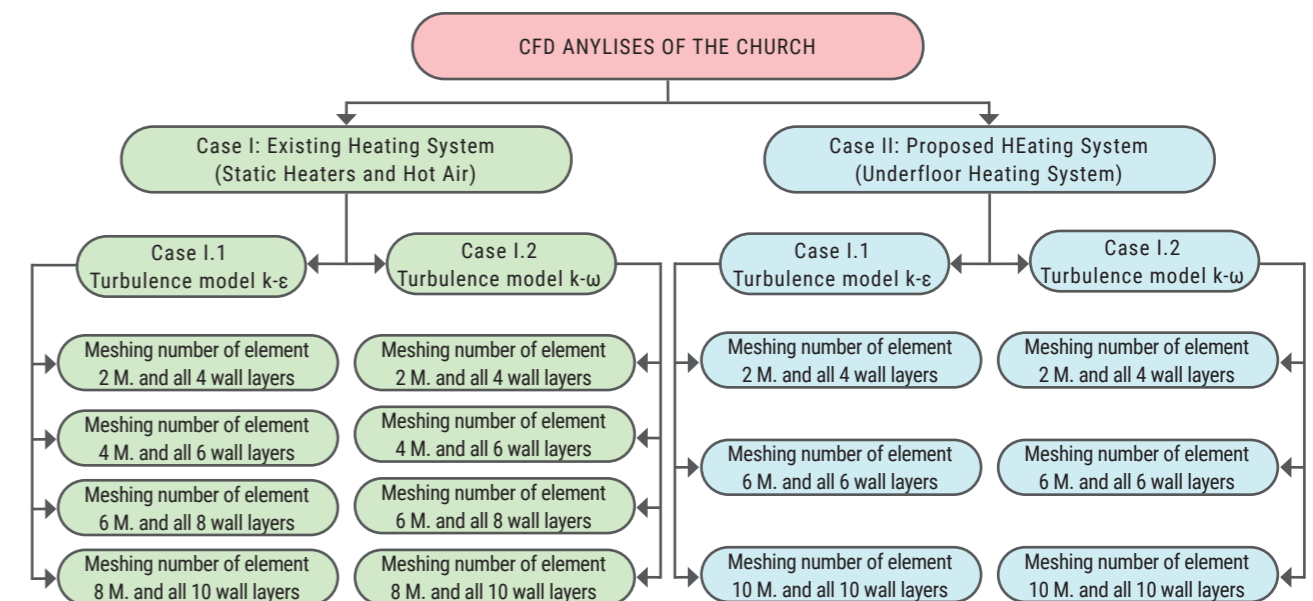 CFD ANYLISES OF THE CHURCH
Case I: Existing Heating System
(Static Heaters and Hot Air)
Case II: Proposed HEating System
(Underfloor Heating System)
Case I.1
Turbulence model k-ε
Case I.2
Turbulence model k-ω
Case I.1
Turbulence model k-ε
Case I.2
Turbulence model k-ω
Meshing number of element
2 M. and all 4 wall layers
Meshing number of element
2 M. and all 4 wall layers
Meshing number of element
2 M. and all 4 wall layers
Meshing number of element
2 M. and all 4 wall layers
Meshing number of element
4 M. and all 6 wall layers
Meshing number of element
4 M. and all 6 wall layers
Meshing number of element
6 M. and all 6 wall layers
Meshing number of element
6 M. and all 6 wall layers
Meshing number of element
6 M. and all 8 wall layers
Meshing number of element
6 M. and all 8 wall layers
Meshing number of element
8 M. and all 10 wall layers
Meshing number of element
8 M. and all 10 wall layers
Meshing number of element
10 M. and all 10 wall layers
Meshing number of element
10 M. and all 10 wall layers